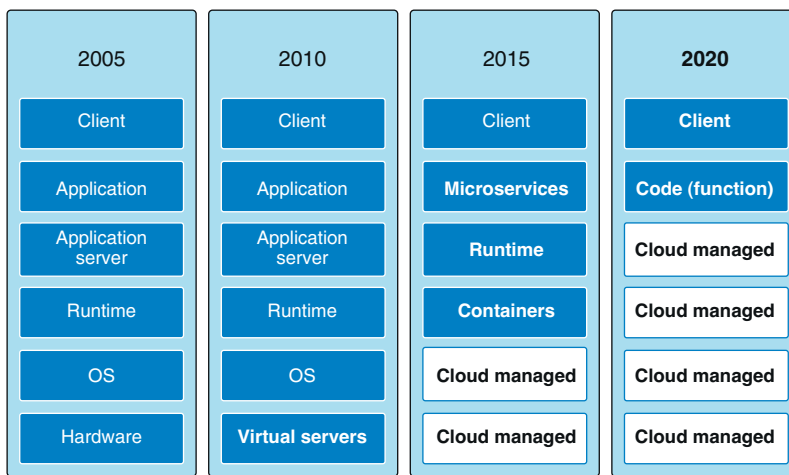 2005
Client
Application
Application
server
Runtime
OS
Hardware
2010
Client
Application
Application
server
Runtime
OS
Virtual servers
2015
Client
Microservices
Runtime
Containers
Cloud managed
Cloud managed
2020
Client
Code (function)
Cloud managed
Cloud managed
Cloud managed
Cloud managed